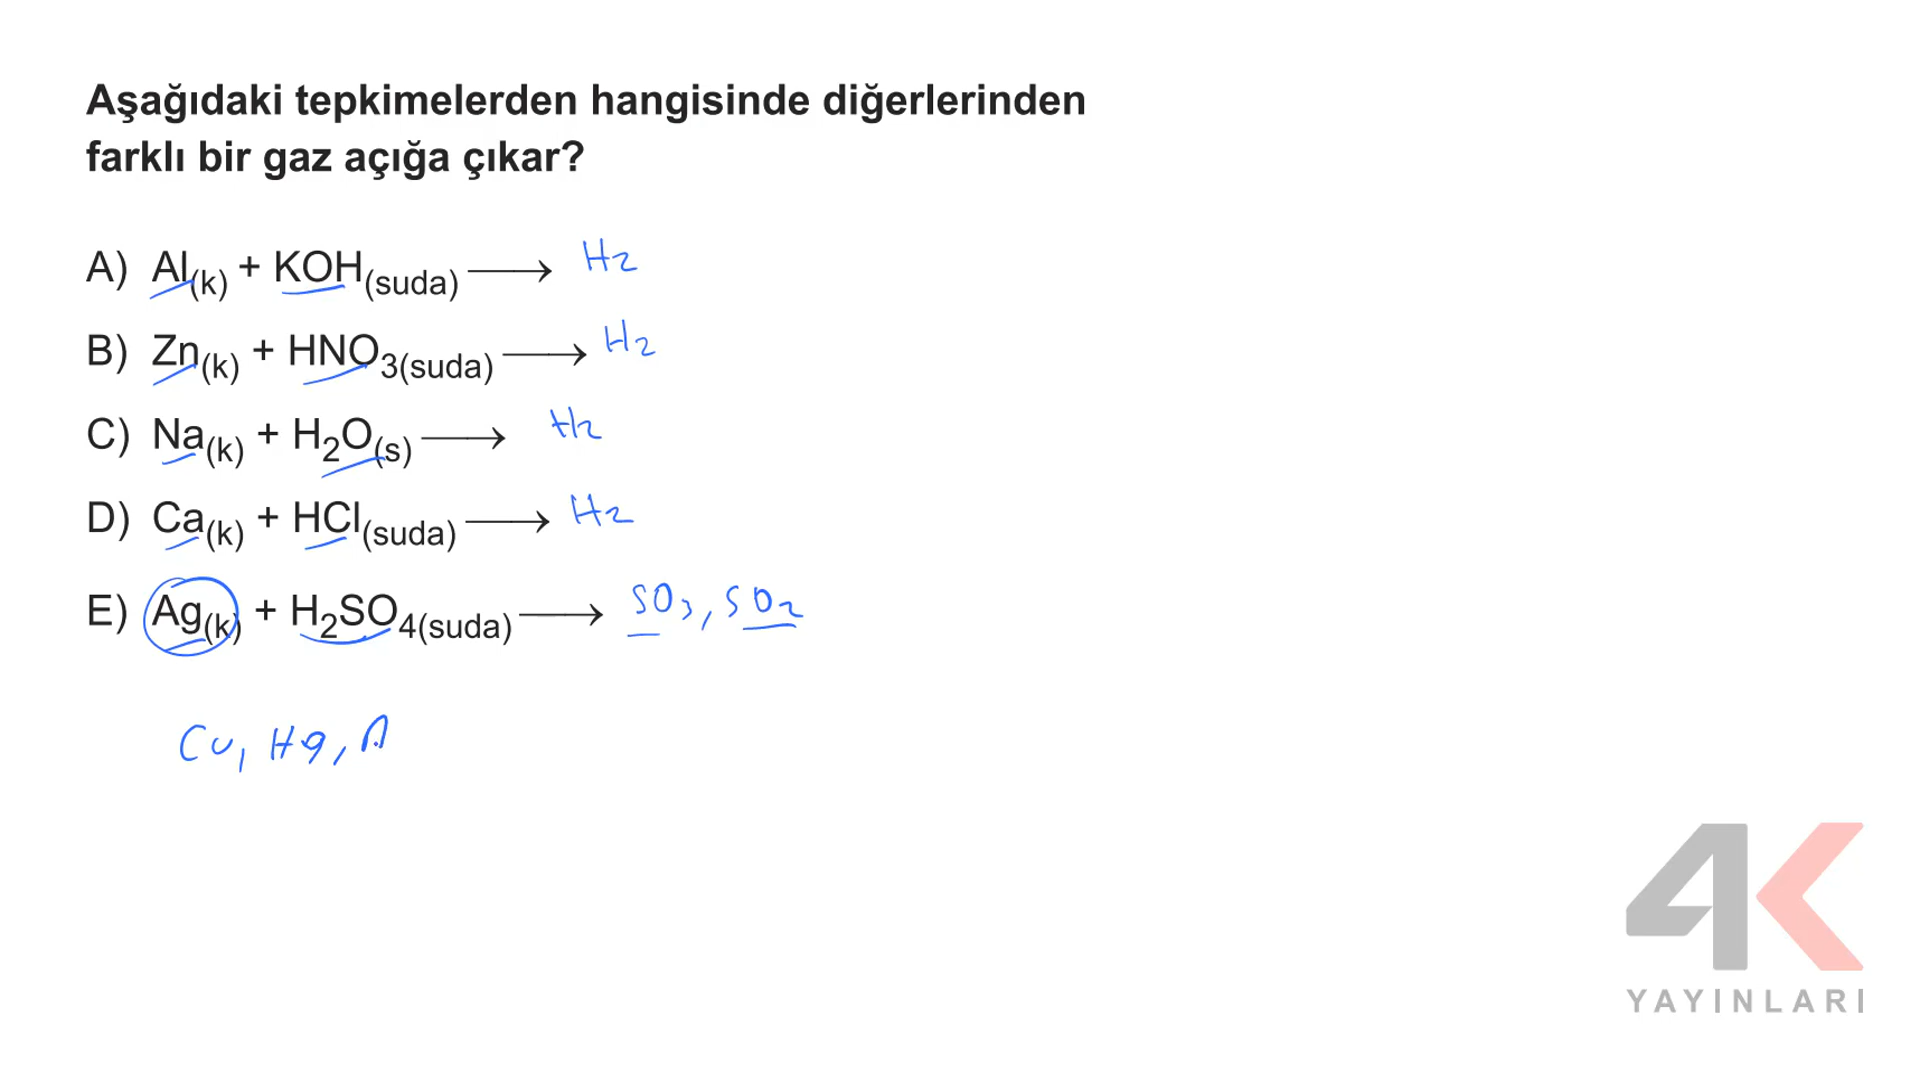 Aşağıdaki tepkimelerden hangisinde diğerlerinden
farklı bir gaz açığa çıkar?
A) Al(k) + KOH(suda) ⟶ H2
B) Zn(k) + HNO3(suda) ⟶ H2
C) Na(k) + H2O(s) ⟶ H2
D) Ca(k) + HCl(suda) ⟶ H2
E) Ag(k) + H2SO4(suda) ⟶ SO3, SO2
Cu, Hg, A
4K
YAYINLARI